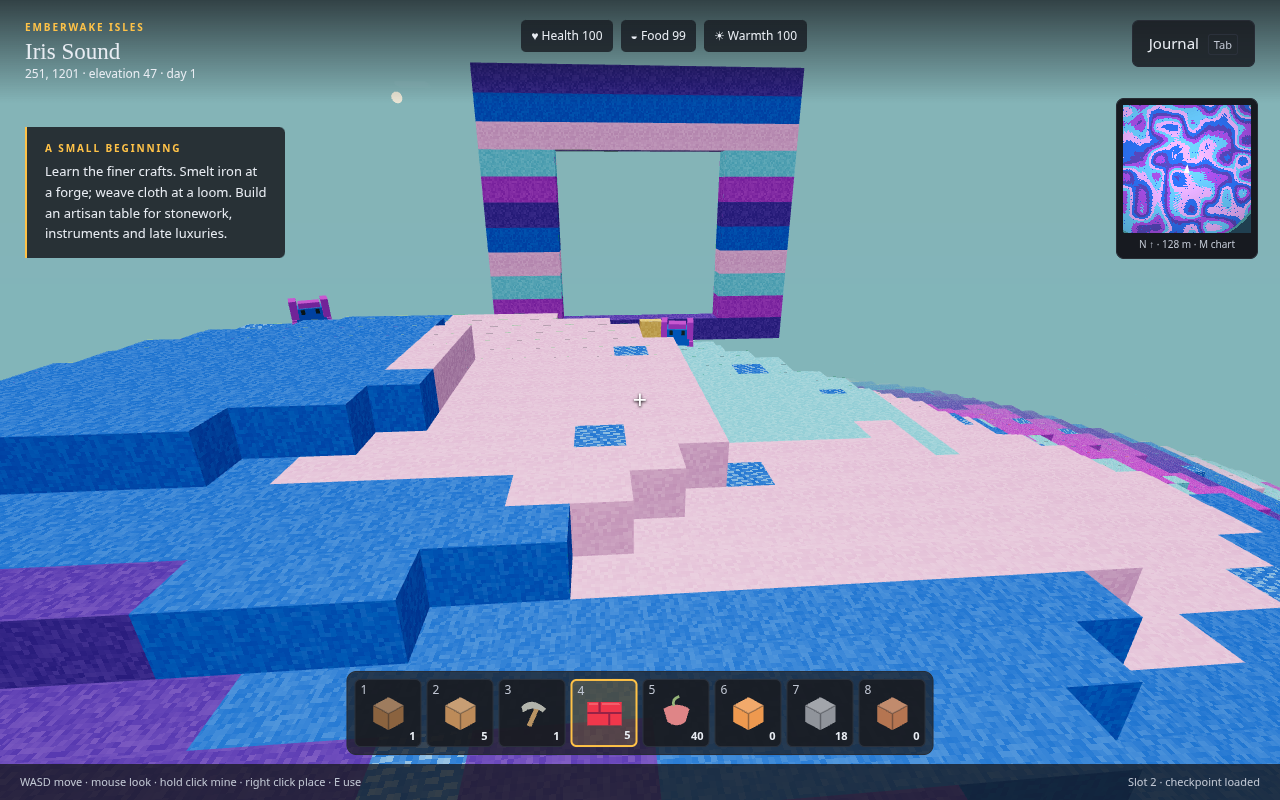 EMBERWAKE ISLES
Iris Sound
251, 1201 · elevation 47 · day 1
♥ Health 100
Food 99
☀ Warmth 100
Journal Tab
A SMALL BEGINNING
Learn the finer crafts. Smelt iron at
a forge; weave cloth at a loom. Build
an artisan table for stonework,
instruments and late luxuries.
N ↑ · 128 m · M chart
1 2 3 4 5 6 7 8
1 5 1 5 40 0 18 0
WASD move · mouse look · hold click mine · right click place · E use
Slot 2 · checkpoint loaded